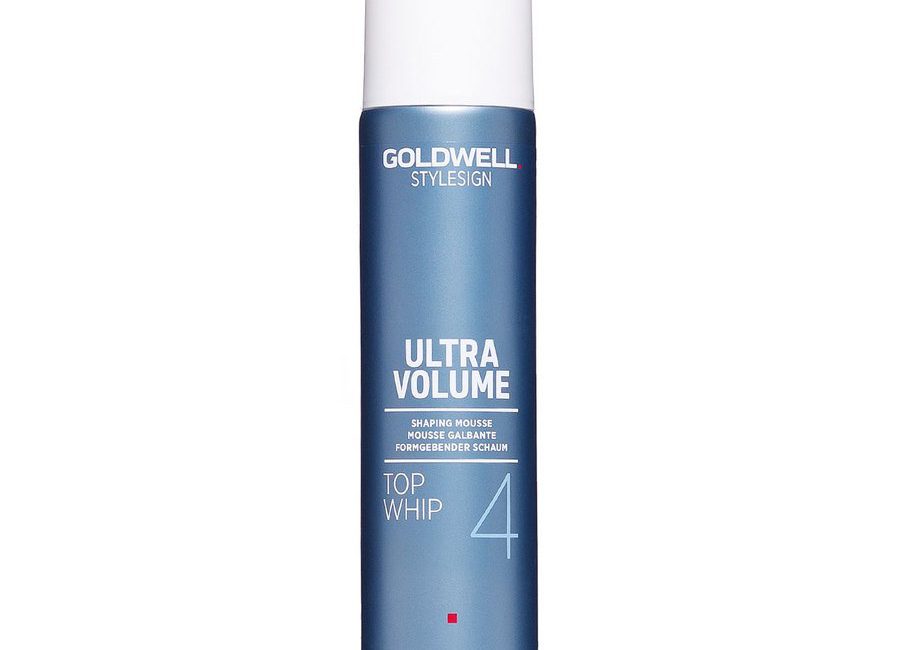 GOLDWELL.
STYLESIGN
ULTRA
VOLUME
SHAPING MOUSSE
MOUSSE GALBANTE
FORMGEBENDER SCHAUM
TOP
WHIP
4